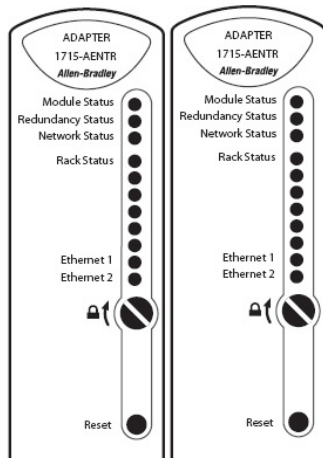 ADAPTER
1715-AENTR
Allen-Bradley
Module Status
Redundancy Status
Network Status
Rack Status
Ethernet 1
Ethernet 2
Reset
ADAPTER
1715-AENTR
Allen-Bradley
Module Status
Redundancy Status
Network Status
Rack Status
Ethernet 1
Ethernet 2
Reset